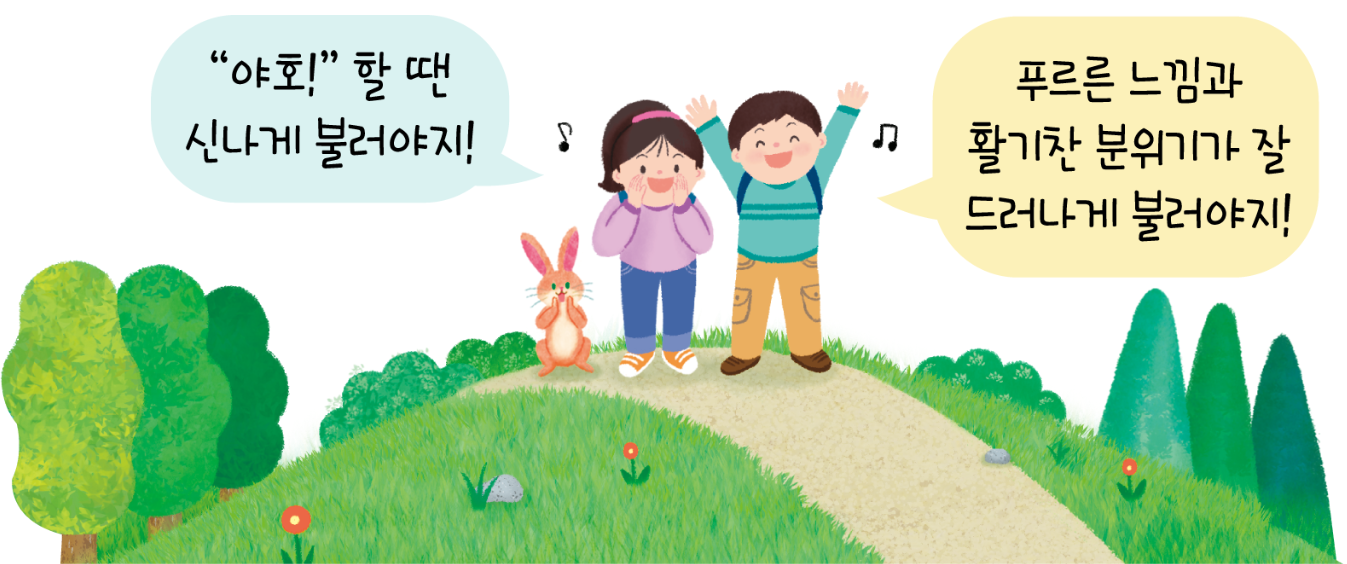 “야호!” 할 땐
신나게 불러야지!
푸르른 느낌과
활기찬 분위기가 잘
드러나게 불러야지!